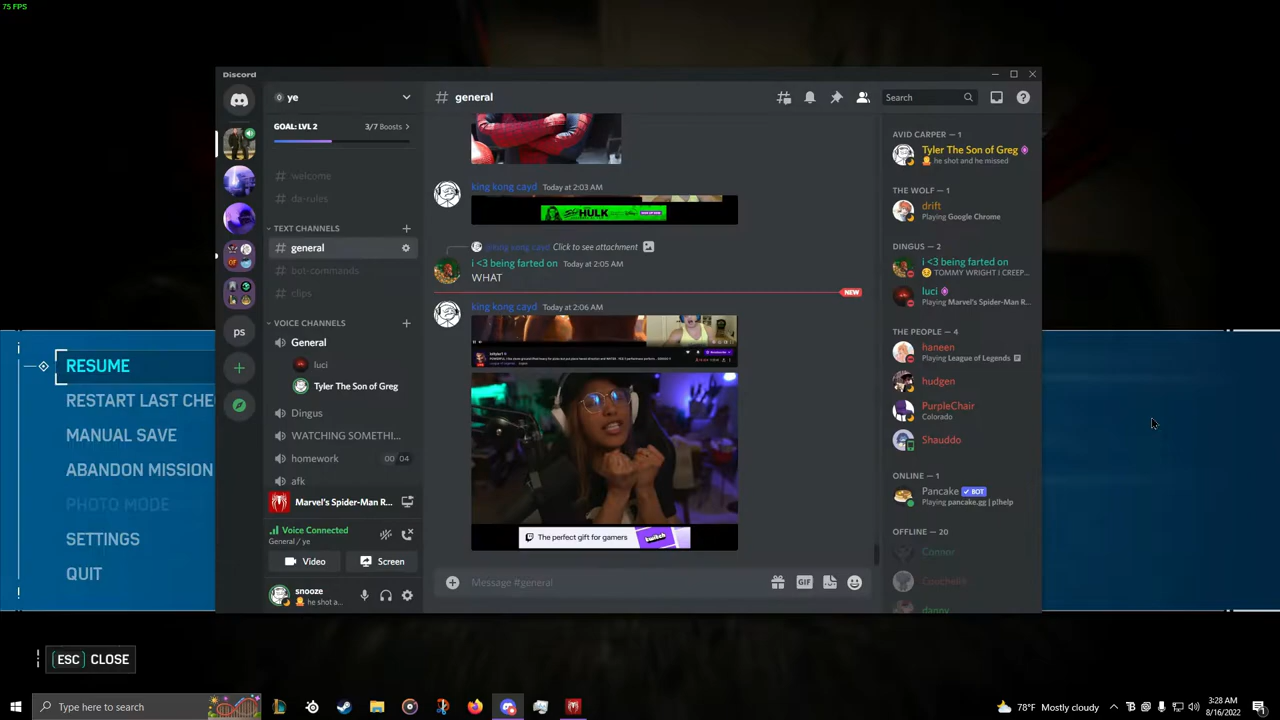 75 FPS
Discord
ye
GOAL: LVL 2
3/7 Boosts
welcome
da-rules
TEXT CHANNELS
general
bot-commands
clips
VOICE CHANNELS
General
luci
Tyler The Son of Greg
Dingus
WATCHING SOMETHI...
homework
00 04
afk
Marvel's Spider-Man R...
Voice Connected
General / ye
Video
Screen
snooze
he shot a...
general
Search
king kong cayd Today at 2:03 AM
HULK
king kong cayd Click to see attachment
i <3 being farted on Today at 2:05 AM
WHAT
NEW
king kong cayd Today at 2:06 AM
The perfect gift for gamers
twitch
Message #general
GIF
AVID CARPER — 1
Tyler The Son of Greg
he shot and he missed
THE WOLF — 1
drift
Playing Google Chrome
DINGUS — 2
i <3 being farted on
TOMMY WRIGHT I CREEP...
luci
Playing Marvel's Spider-Man R...
THE PEOPLE — 4
haneen
Playing League of Legends
hudgen
PurpleChair
Colorado
Shauddo
ONLINE — 1
Pancake BOT
Playing pancake.gg | p!help
OFFLINE — 20
Connor
danny
ps
RESUME
RESTART LAST CHE
MANUAL SAVE
ABANDON MISSION
PHOTO MODE
SETTINGS
QUIT
ESC CLOSE
Type here to search
78°F Mostly cloudy
3:28 AM
8/16/2022